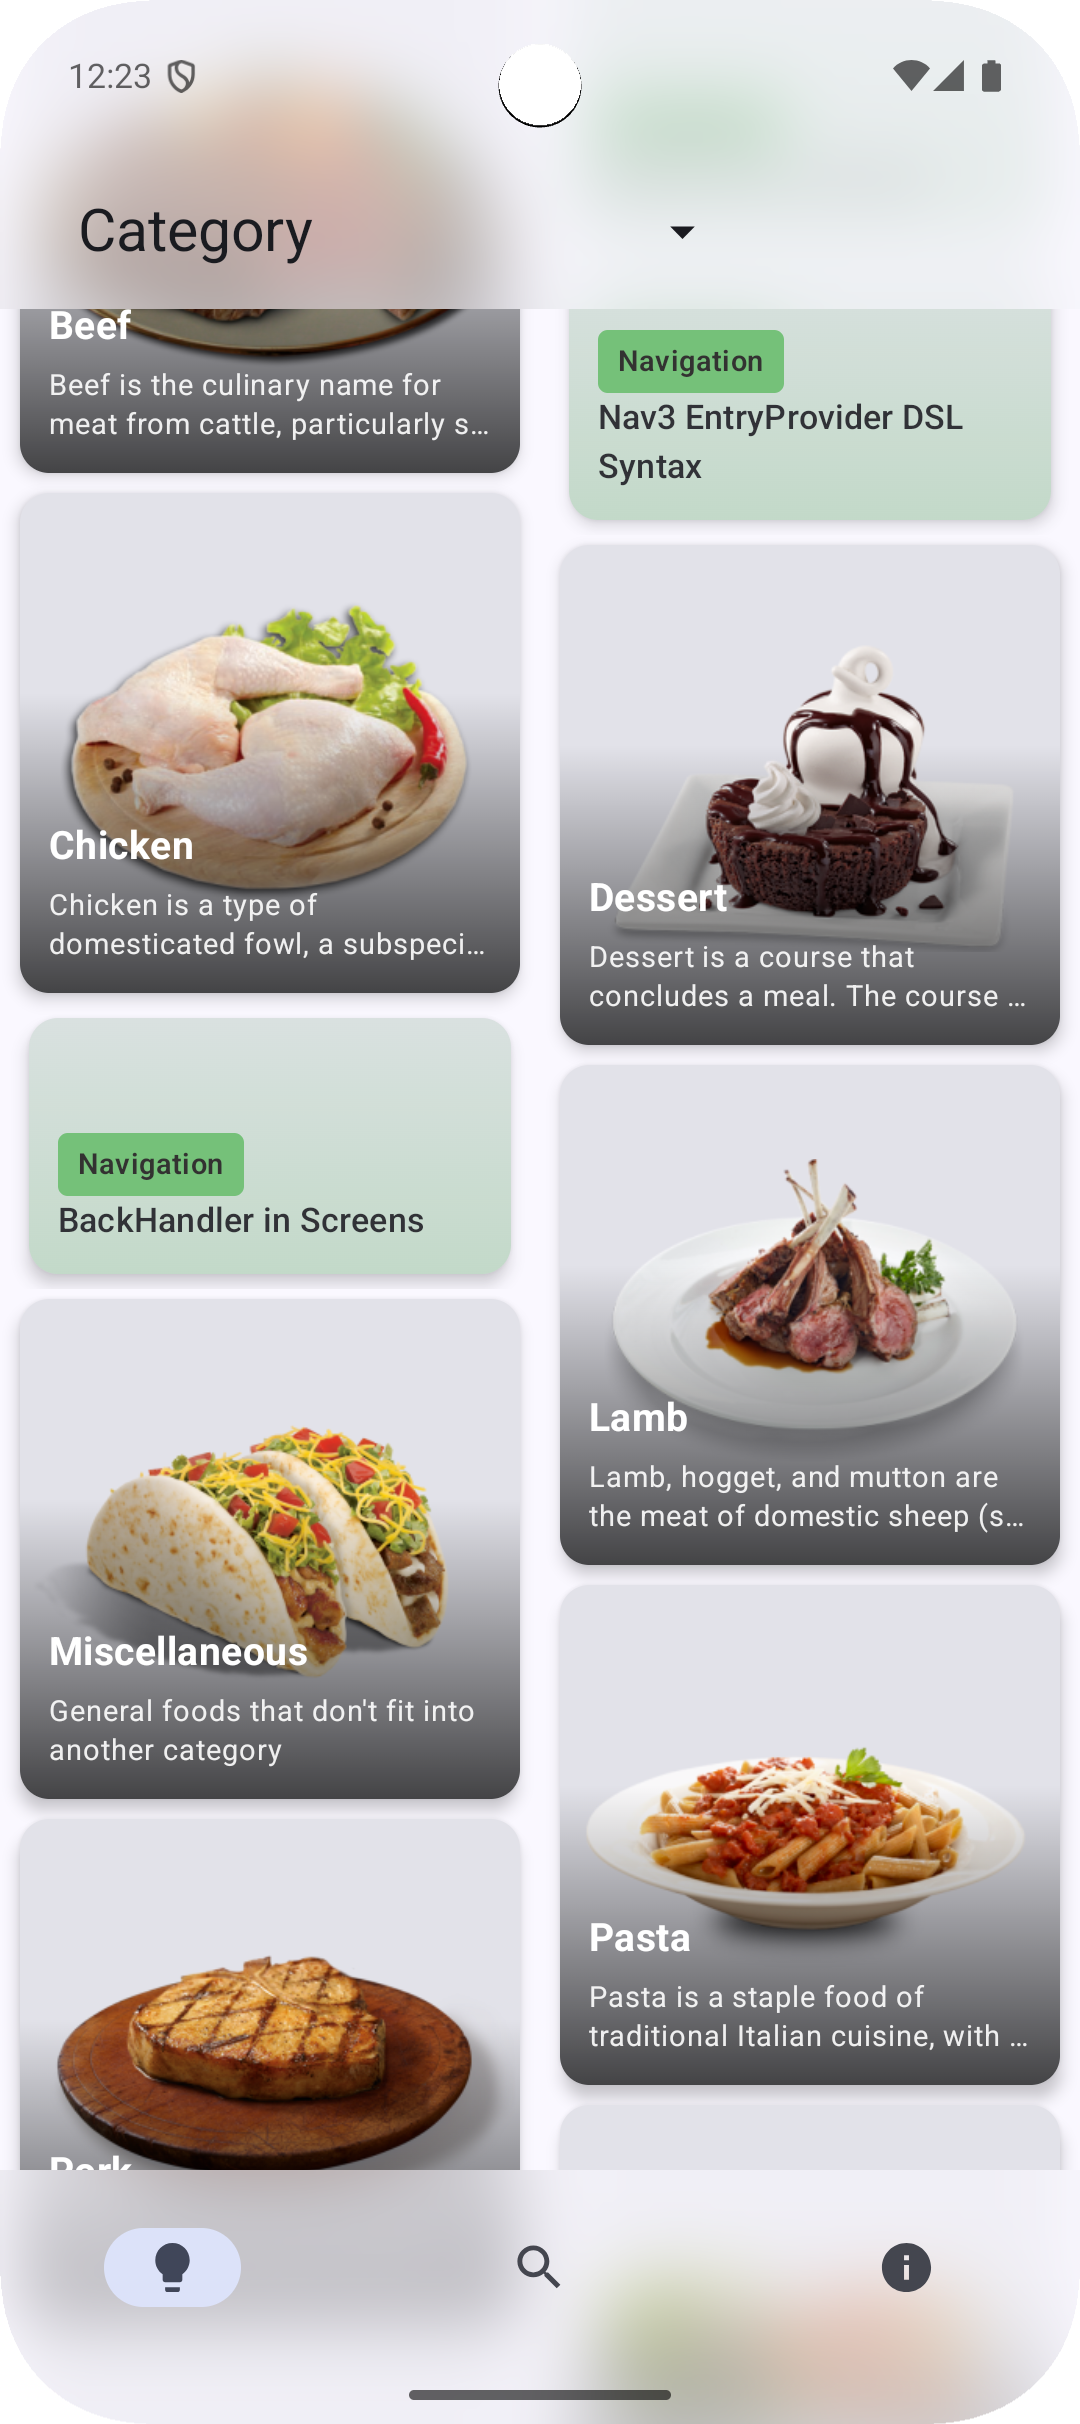 12:23
Category
Beef
Beef is the culinary name for
meat from cattle, particularly s...
Navigation
Nav3 EntryProvider DSL
Syntax
Chicken
Chicken is a type of
domesticated fowl, a subspeci...
Dessert
Dessert is a course that
concludes a meal. The course ...
Navigation
BackHandler in Screens
Lamb
Lamb, hogget, and mutton are
the meat of domestic sheep (s...
Miscellaneous
General foods that don't fit into
another category
Pasta
Pasta is a staple food of
traditional Italian cuisine, with ...
Pork